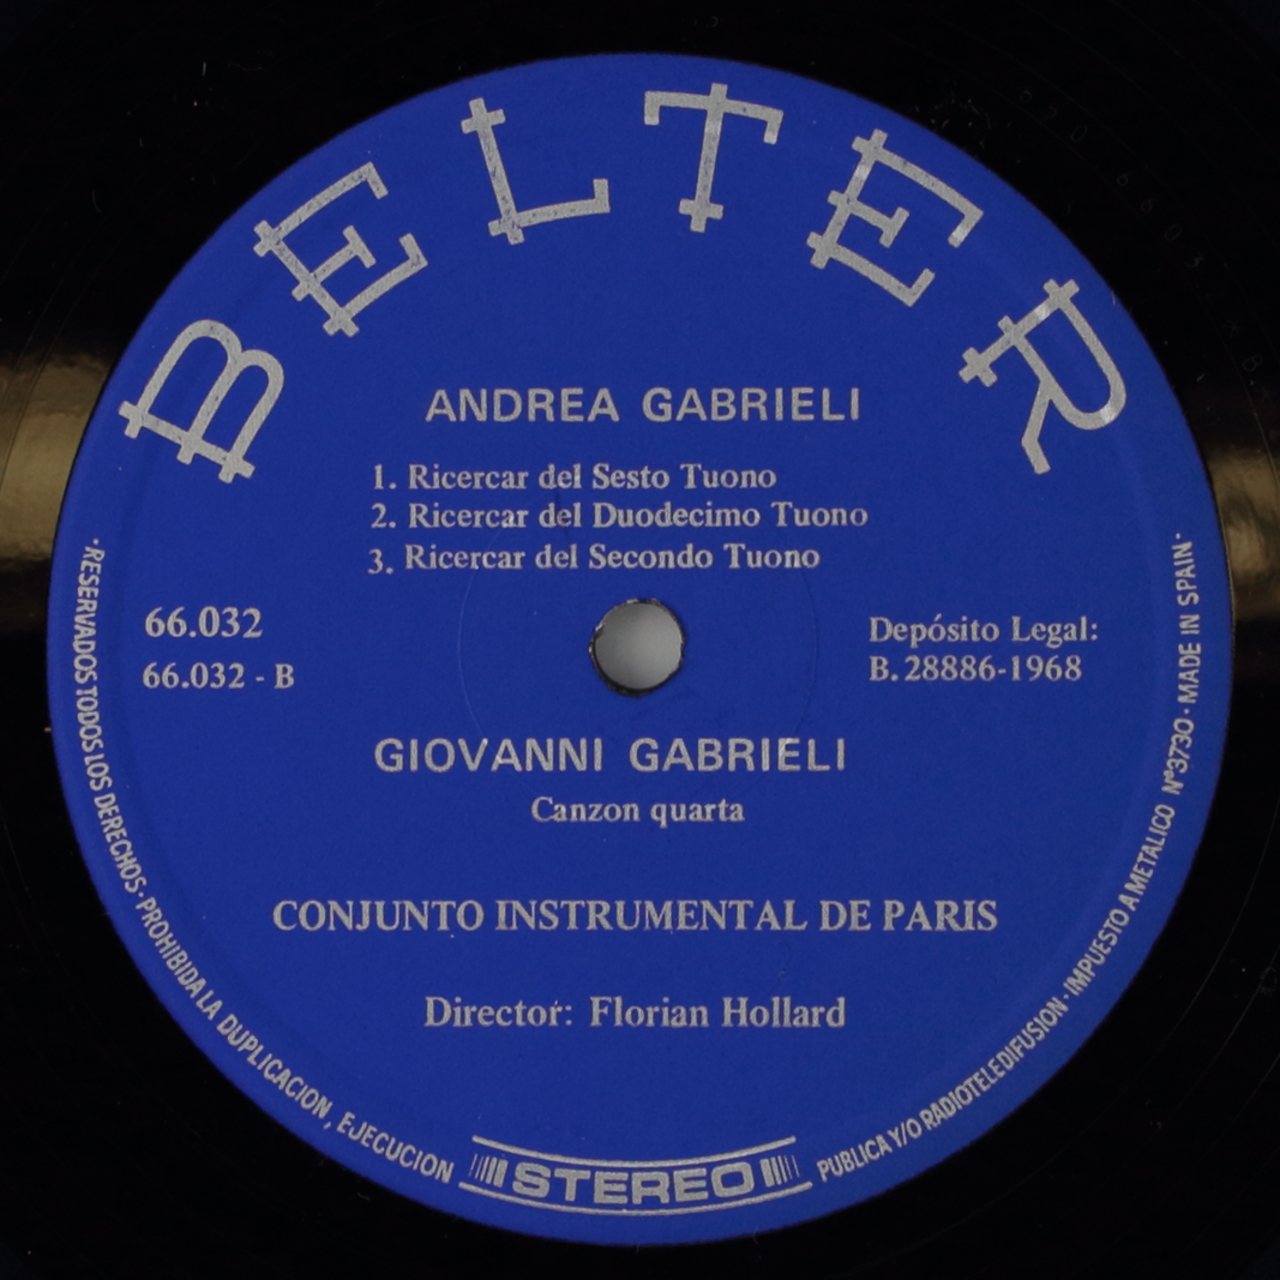 BELTER
ANDREA GABRIELI
1. Ricercar del Sesto Tuono
2. Ricercar del Duodecimo Tuono
3. Ricercar del Secondo Tuono
66.032
66.032 - B
Depósito Legal:
B. 28886-1968
GIOVANNI GABRIELI
Canzon quarta
CONJUNTO INSTRUMENTAL DE PARIS
Director: Florian Hollard
·RESERVADOS TODOS LOS DERECHOS·PROHIBIDA LA DUPLICACION, EJECUCION
STEREO
PUBLICA Y/O RADIOTELEDIFUSION·IMPUESTO A METALICO Nº3730·MADE IN SPAIN·